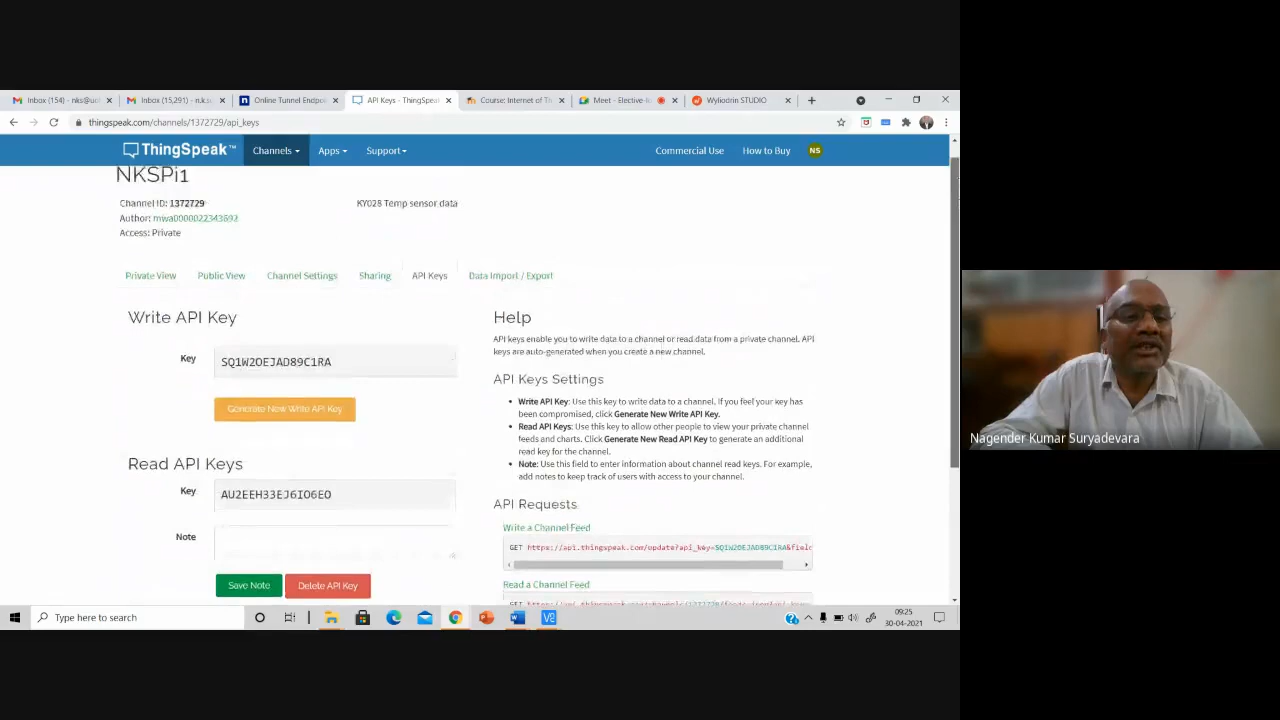 Inbox (154) - nks@uo
Inbox (15,291) - n.k.s
Online Tunnel Endpo
API Keys - ThingSpeak
Course: Internet of Th
Meet - Elective-I
Wyliodrin STUDIO
thingspeak.com/channels/1372729/api_keys
ThingSpeak™
Channels
Apps
Support
Commercial Use
How to Buy
NS
NKSPi1
Channel ID: 1372729
KY028 Temp sensor data
Author: mwa0000022343692
Access: Private
Private View
Public View
Channel Settings
Sharing
API Keys
Data Import / Export
Write API Key
Key
SQ1W2OEJAD89C1RA
Generate New Write API Key
Read API Keys
Key
AU2EEH33EJ6IO6EO
Note
Save Note
Delete API Key
Help
API keys enable you to write data to a channel or read data from a private channel. API
keys are auto-generated when you create a new channel.
API Keys Settings
Write API Key: Use this key to write data to a channel. If you feel your key has
been compromised, click Generate New Write API Key.
Read API Keys: Use this key to allow other people to view your private channel
feeds and charts. Click Generate New Read API Key to generate an additional
read key for the channel.
Note: Use this field to enter information about channel read keys. For example,
add notes to keep track of users with access to your channel.
API Requests
Write a Channel Feed
GET https://api.thingspeak.com/update?api_key=SQ1W2OEJAD89C1RA&fiel
Read a Channel Feed
Nagender Kumar Suryadevara
Type here to search
09:25
30-04-2021